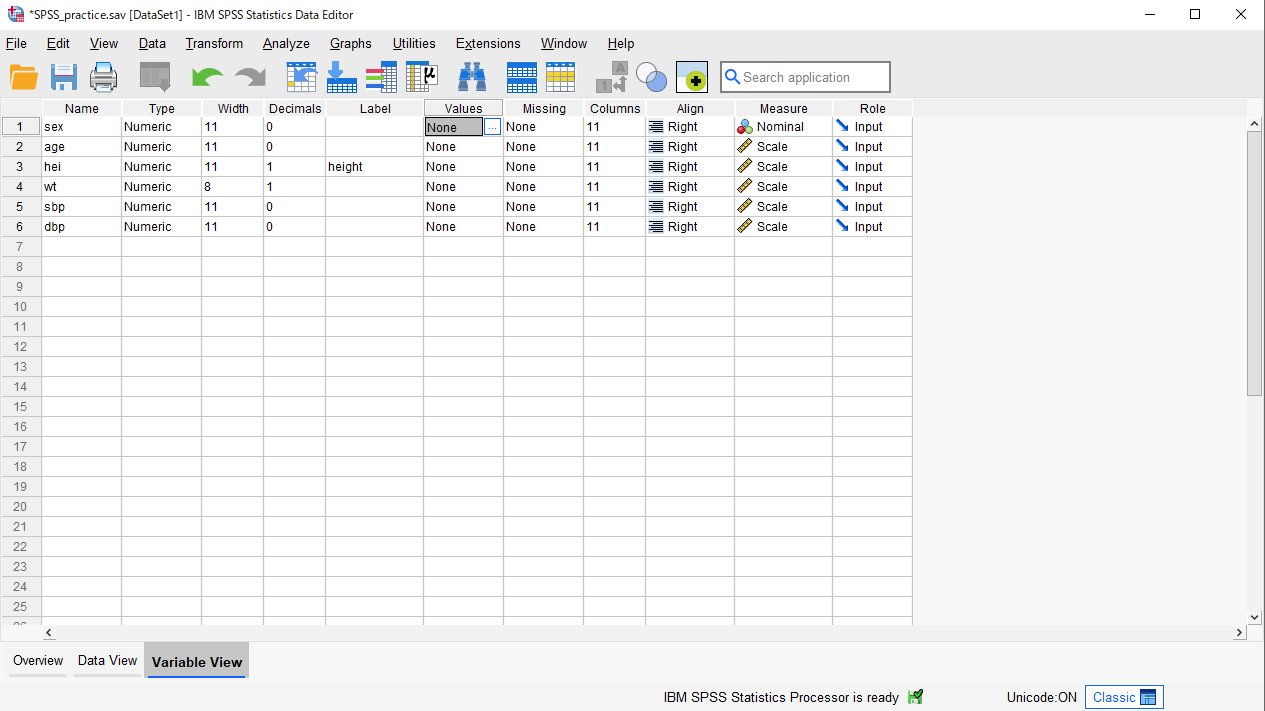 *SPSS_practice.sav [DataSet1] - IBM SPSS Statistics Data Editor
File Edit View Data Transform Analyze Graphs Utilities Extensions Window Help
A 1 μ Search application
Name Type Width Decimals Label Values Missing Columns Align Measure Role
1 sex Numeric 11 0 None ... None 11 Right Nominal Input
2 age Numeric 11 0 None None 11 Right Scale Input
3 hei Numeric 11 1 height None None 11 Right Scale Input
4 wt Numeric 8 1 None None 11 Right Scale Input
5 sbp Numeric 11 0 None None 11 Right Scale Input
6 dbp Numeric 11 0 None None 11 Right Scale Input
7
8
9
10
11
12
13
14
15
16
17
18
19
20
21
22
23
24
25
Overview Data View Variable View
IBM SPSS Statistics Processor is ready Unicode:ON Classic